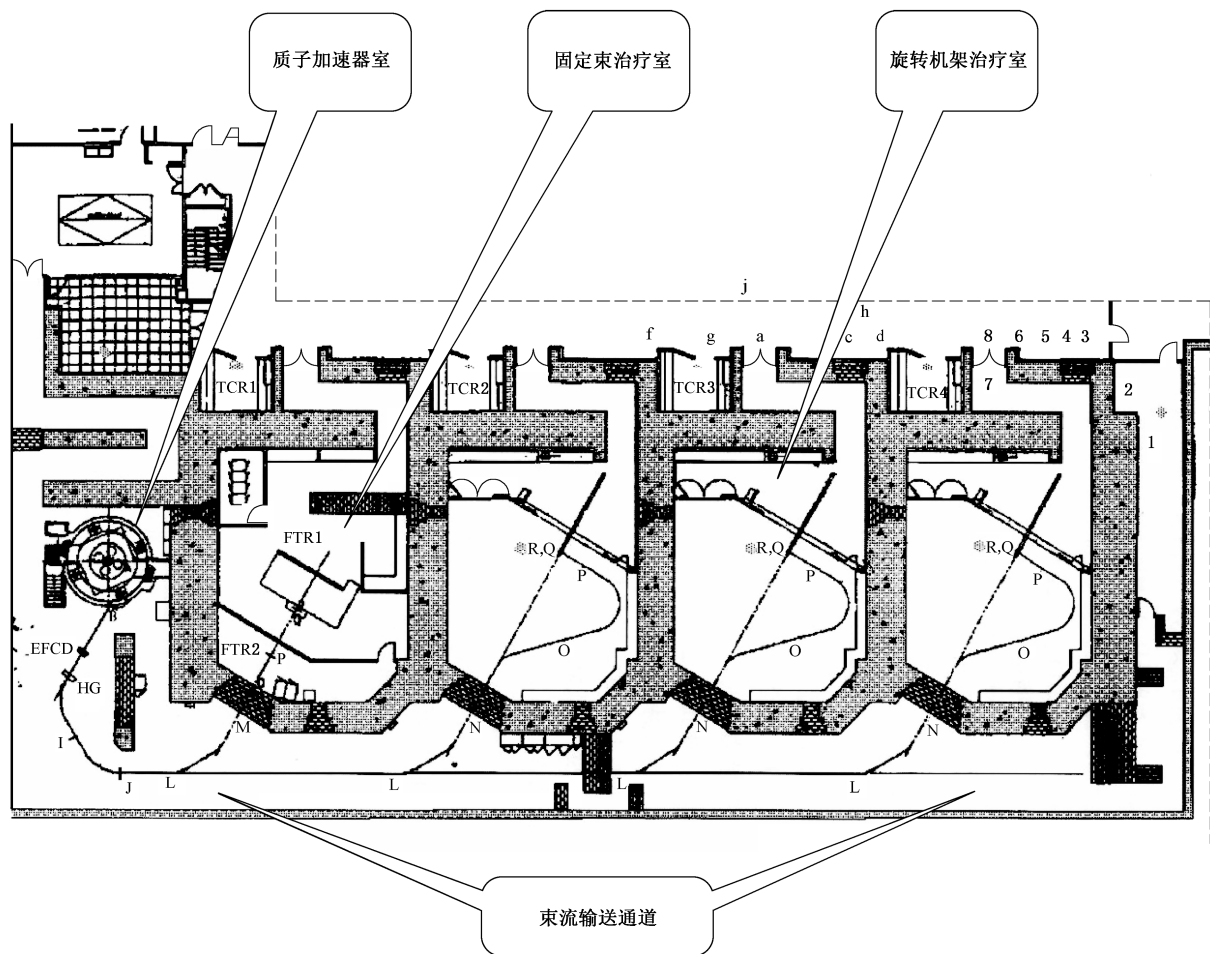 质子加速器室
固定束治疗室
旋转机架治疗室
j
h
f
g
a
c
d
8
6
5
4
3
TCR1
TCR2
TCR3
TCR4
7
2
1
FTR1
R,Q
R,Q
R,Q
P
P
P
B
EFCD
FTR2
P
O
O
O
HG
I
M
N
N
N
J
L
L
L
L
束流输送通道